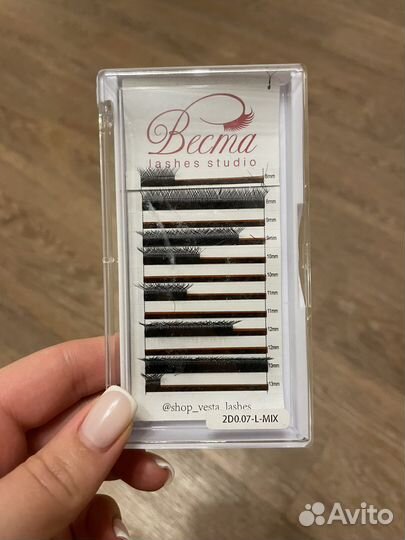 Веста
lashes studio
8mm
8mm
9mm
9mm
10mm
10mm
11mm
11mm
12mm
12mm
13mm
13mm
@shop_vesta_lashes
2D0.07-L-MIX
Avito